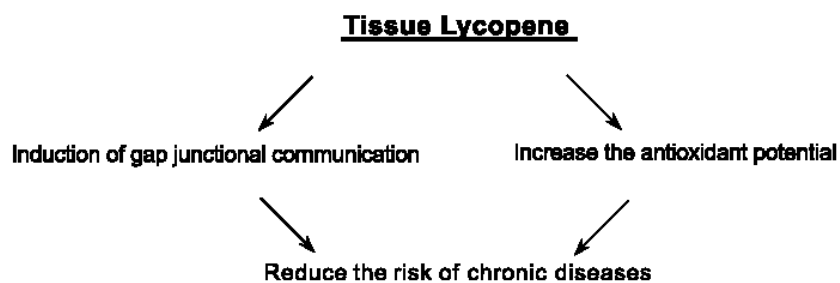 Tissue Lycopene
Induction of gap junctional communication
Increase the antioxidant potential
Reduce the risk of chronic diseases